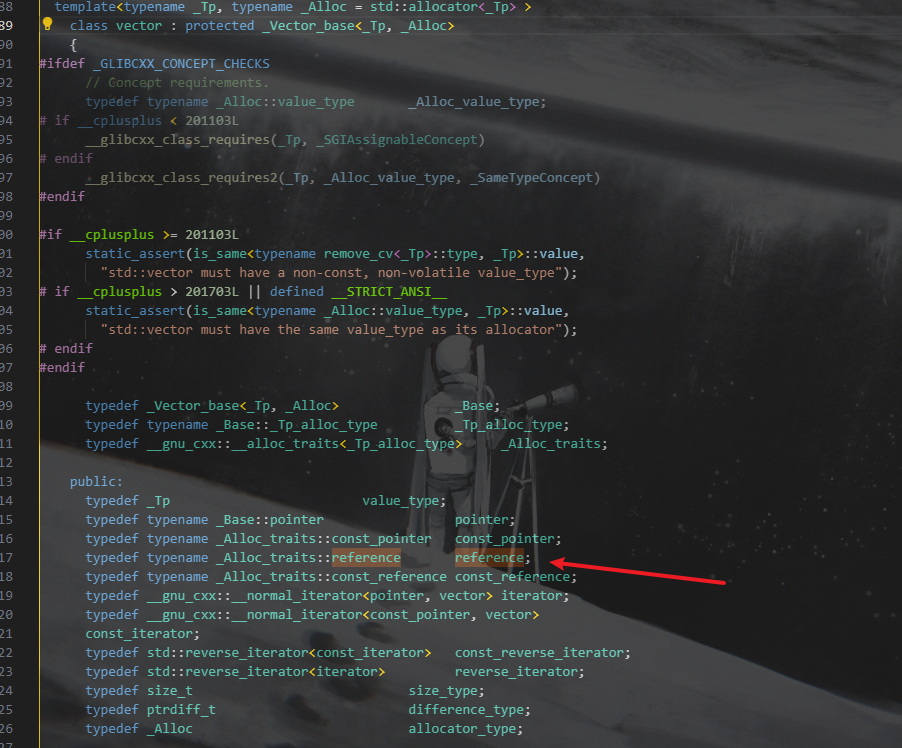 88 template<typename _Tp, typename _Alloc = std::allocator<_Tp> >
89 class vector : protected _Vector_base<_Tp, _Alloc>
90 {
91 #ifdef _GLIBCXX_CONCEPT_CHECKS
92 // Concept requirements.
93 typedef typename _Alloc::value_type _Alloc_value_type;
94 # if __cplusplus < 201103L
95 __glibcxx_class_requires(_Tp, _SGIAssignableConcept)
96 # endif
97 __glibcxx_class_requires2(_Tp, _Alloc_value_type, _SameTypeConcept)
98 #endif
99
00 #if __cplusplus >= 201103L
01 static_assert(is_same<typename remove_cv<_Tp>::type, _Tp>::value,
02 "std::vector must have a non-const, non-volatile value_type");
03 # if __cplusplus > 201703L || defined __STRICT_ANSI__
04 static_assert(is_same<typename _Alloc::value_type, _Tp>::value,
05 "std::vector must have the same value_type as its allocator");
06 # endif
07 #endif
08
09 typedef _Vector_base<_Tp, _Alloc> _Base;
10 typedef typename _Base::_Tp_alloc_type _Tp_alloc_type;
11 typedef __gnu_cxx::__alloc_traits<_Tp_alloc_type> _Alloc_traits;
12
13 public:
14 typedef _Tp value_type;
15 typedef typename _Base::pointer pointer;
16 typedef typename _Alloc_traits::const_pointer const_pointer;
17 typedef typename _Alloc_traits::reference reference;
18 typedef typename _Alloc_traits::const_reference const_reference;
19 typedef __gnu_cxx::__normal_iterator<pointer, vector> iterator;
20 typedef __gnu_cxx::__normal_iterator<const_pointer, vector>
21 const_iterator;
22 typedef std::reverse_iterator<const_iterator> const_reverse_iterator;
23 typedef std::reverse_iterator<iterator> reverse_iterator;
24 typedef size_t size_type;
25 typedef ptrdiff_t difference_type;
26 typedef _Alloc allocator_type;